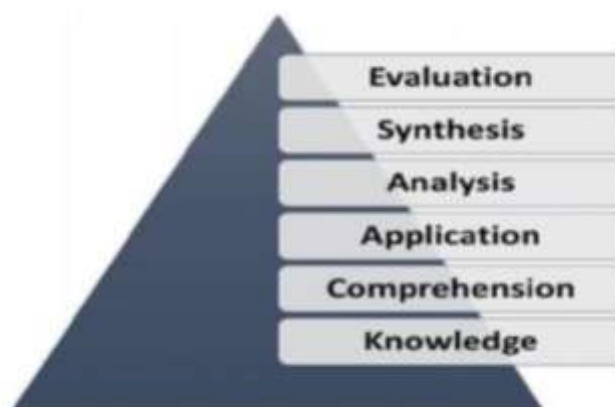 Evaluation
Synthesis
Analysis
Application
Comprehension
Knowledge